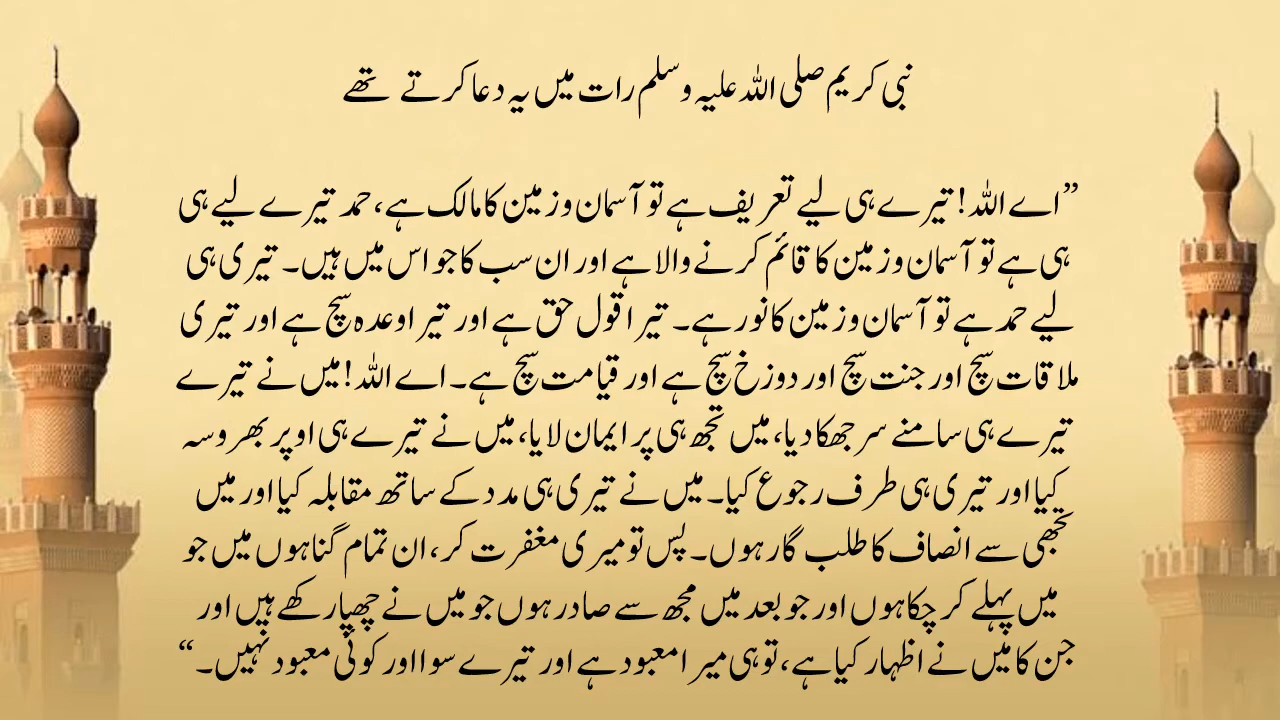 نبی کریم صلی اللہ علیہ وسلم رات میں یہ دعا کرتے تھے
”اے اللہ! تیرے ہی لیے تعریف ہے تو آسمان و زمین کا مالک ہے، حمد تیرے لیے ہی
ہی ہے تو آسمان و زمین کا قائم کرنے والا ہے اور ان سب کا جو اس میں ہیں۔ تیری ہی
لیے حمد ہے تو آسمان و زمین کا نور ہے۔ تیرا قول حق ہے اور تیرا وعدہ سچ ہے اور تیری
ملاقات سچ اور جنت سچ اور دوزخ سچ ہے اور قیامت سچ ہے۔ اے اللہ! میں نے تیرے
تیرے ہی سامنے سر جھکا دیا، میں تجھ ہی پر ایمان لایا، میں نے تیرے ہی اوپر بھروسہ
کیا اور تیری ہی طرف رجوع کیا۔ میں نے تیری ہی مدد کے ساتھ مقابلہ کیا اور میں
تجھی سے انصاف کا طلب گار ہوں۔ پس تو میری مغفرت کر، ان تمام گناہوں میں جو
میں پہلے کر چکا ہوں اور جو بعد میں مجھ سے صادر ہوں جو میں نے چھپا رکھے ہیں اور
جن کا میں نے اظہار کیا ہے، تو ہی میرا معبود ہے اور تیرے سوا اور کوئی معبود نہیں۔“